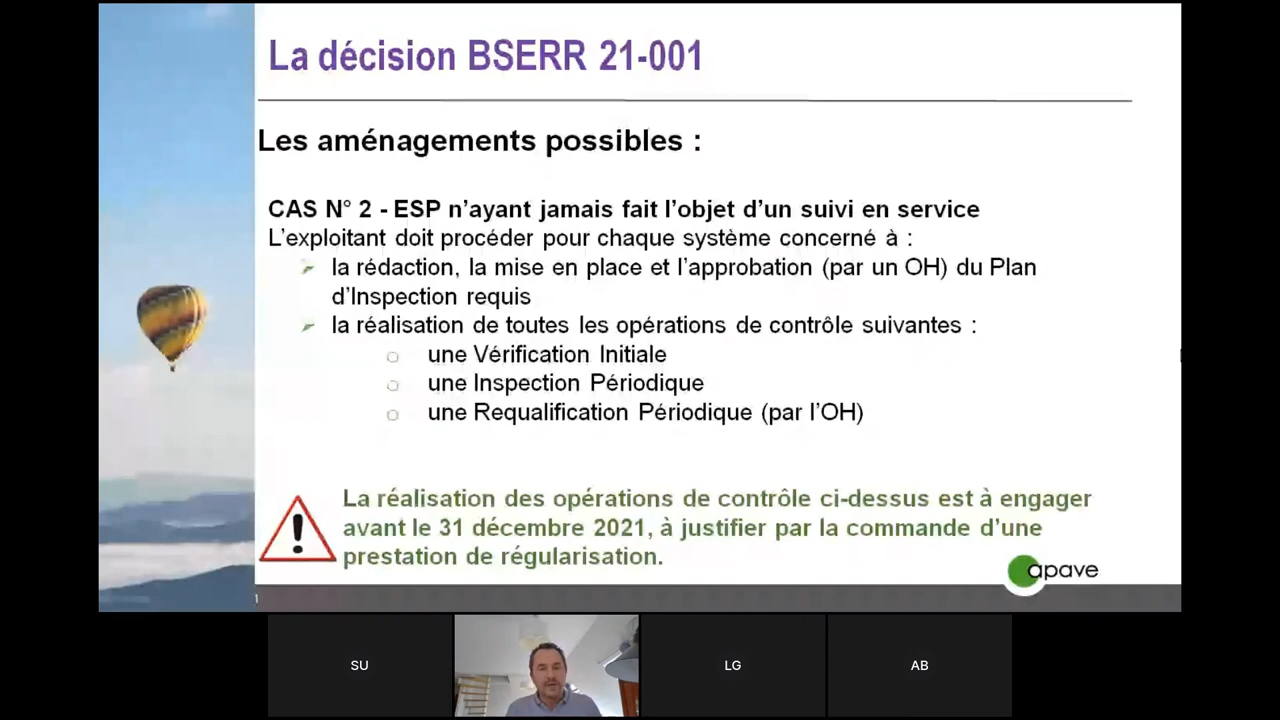 La décision BSERR 21-001
Les aménagements possibles :
CAS N° 2 - ESP n'ayant jamais fait l'objet d'un suivi en service
L'exploitant doit procéder pour chaque système concerné à :
la rédaction, la mise en place et l'approbation (par un OH) du Plan
d'Inspection requis
la réalisation de toutes les opérations de contrôle suivantes :
une Vérification Initiale
une Inspection Périodique
une Requalification Périodique (par l'OH)
La réalisation des opérations de contrôle ci-dessus est à engager
avant le 31 décembre 2021, à justifier par la commande d'une
prestation de régularisation.
apave
SU
LG
AB